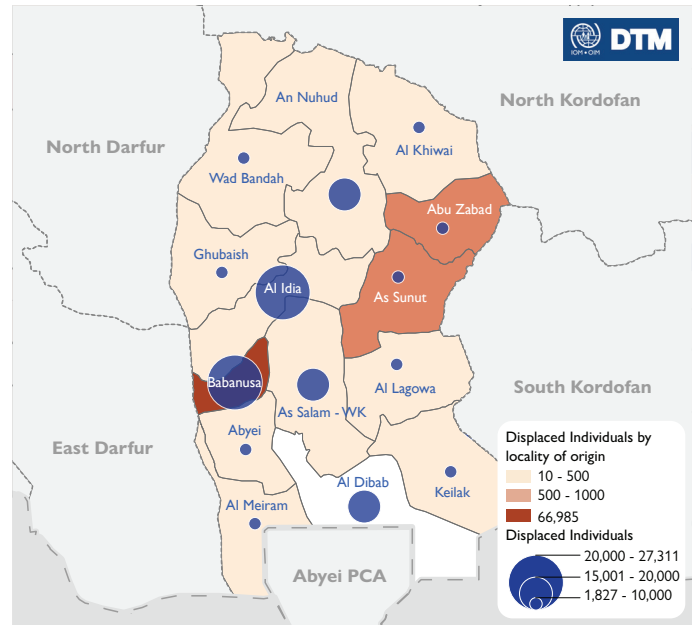 IOM • OIM
DTM
An Nuhud
North Kordofan
North Darfur
Al Khiwai
Wad Bandah
Abu Zabad
Ghubaish
Al Idia
As Sunut
Babanusa
Al Lagowa
South Kordofan
As Salam - WK
Abyei
East Darfur
Al Dibab
Keilak
Al Meiram
Abyei PCA
Displaced Individuals by
locality of origin
10 - 500
500 - 1000
66,985
Displaced Individuals
20,000 - 27,311
15,001 - 20,000
1,827 - 10,000